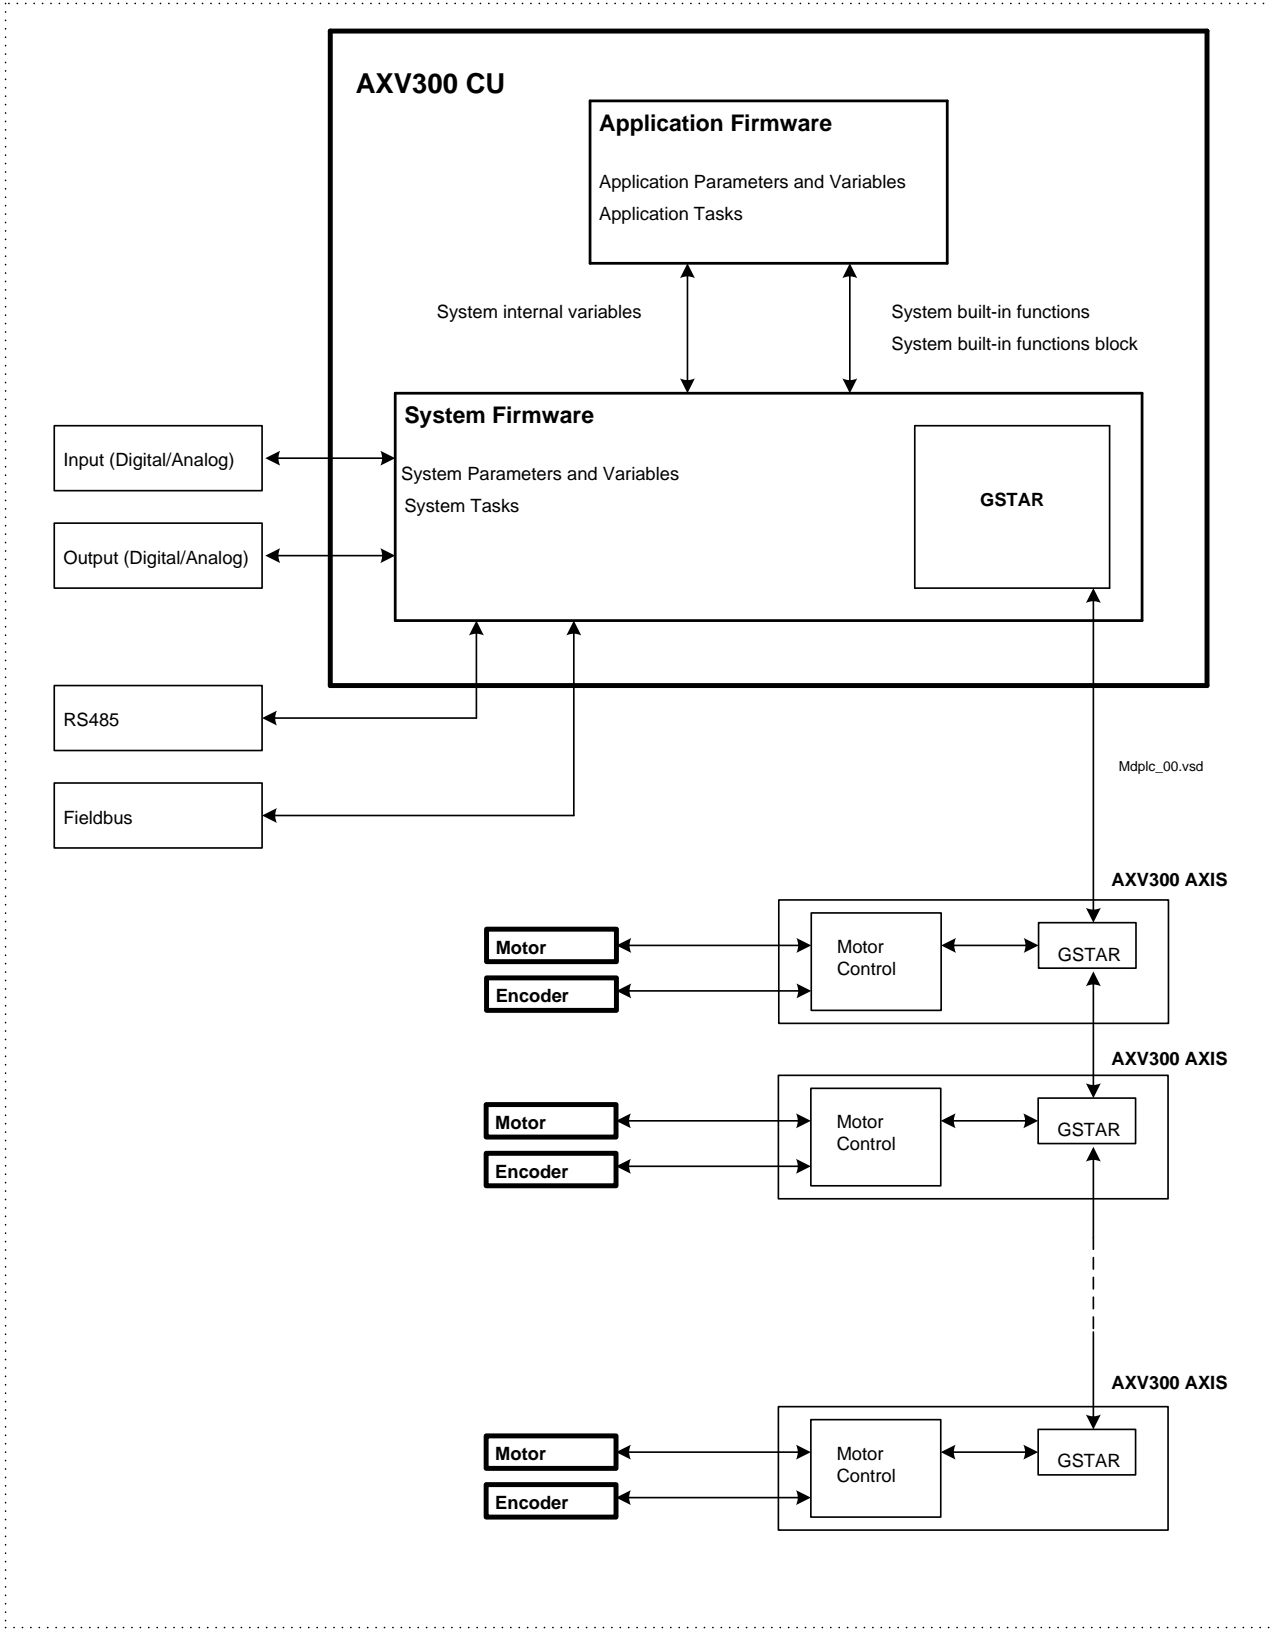 AXV300 CU
Application Firmware
Application Parameters and Variables
Application Tasks
System internal variables
System built-in functions
System built-in functions block
System Firmware
System Parameters and Variables
System Tasks
GSTAR
Input (Digital/Analog)
Output (Digital/Analog)
RS485
Fieldbus
Mdplc_00.vsd
AXV300 AXIS
Motor
Encoder
Motor
Control
GSTAR
AXV300 AXIS
Motor
Encoder
Motor
Control
GSTAR
AXV300 AXIS
Motor
Encoder
Motor
Control
GSTAR